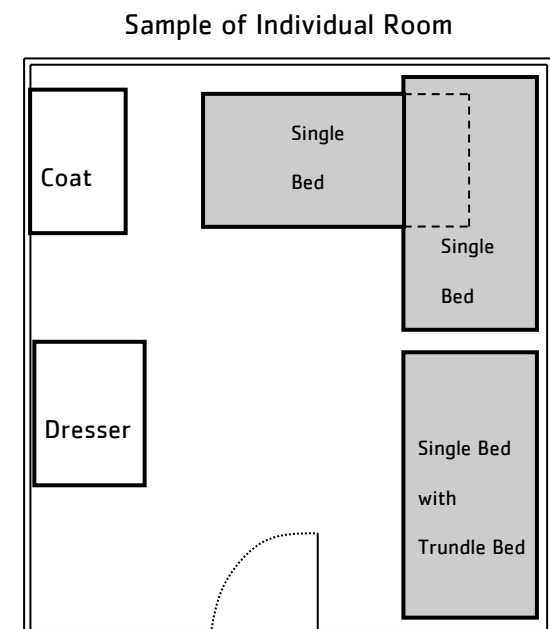 Sample of Individual Room
Single
Bed
Coat
Single
Bed
Dresser
Single Bed
with
Trundle Bed